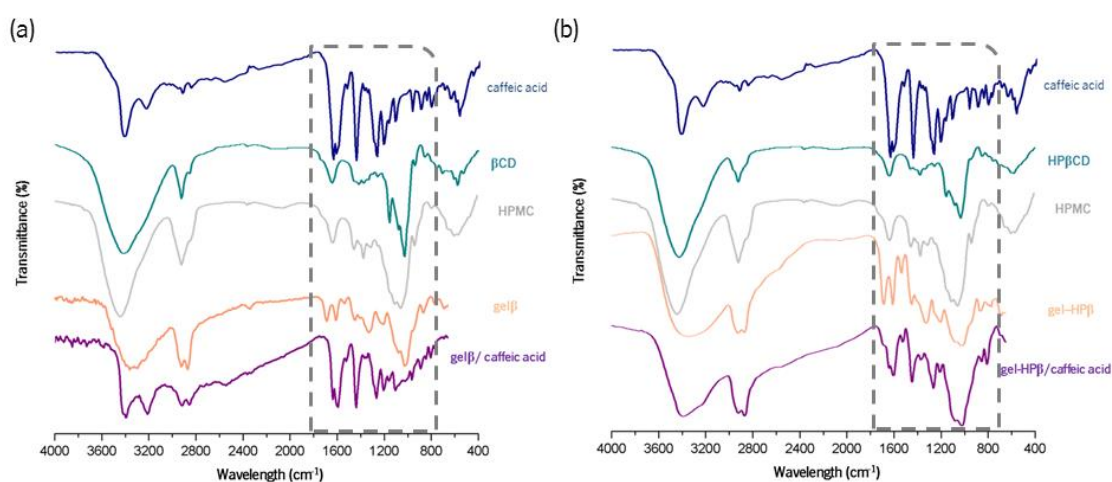 (a)
caffeic acid
βCD
HPMC
gelβ
gelβ/ caffeic acid
Transmittance (%)
4000 3600 3200 2800 2400 2000 1600 1200 800 400
Wavelength (cm-1)
(b)
caffeic acid
HPβCD
HPMC
gel–HPβ
gel-HPβ/caffeic acid
Transmittance (%)
4000 3600 3200 2800 2400 2000 1600 1200 800 400
Wavelength (cm-1)